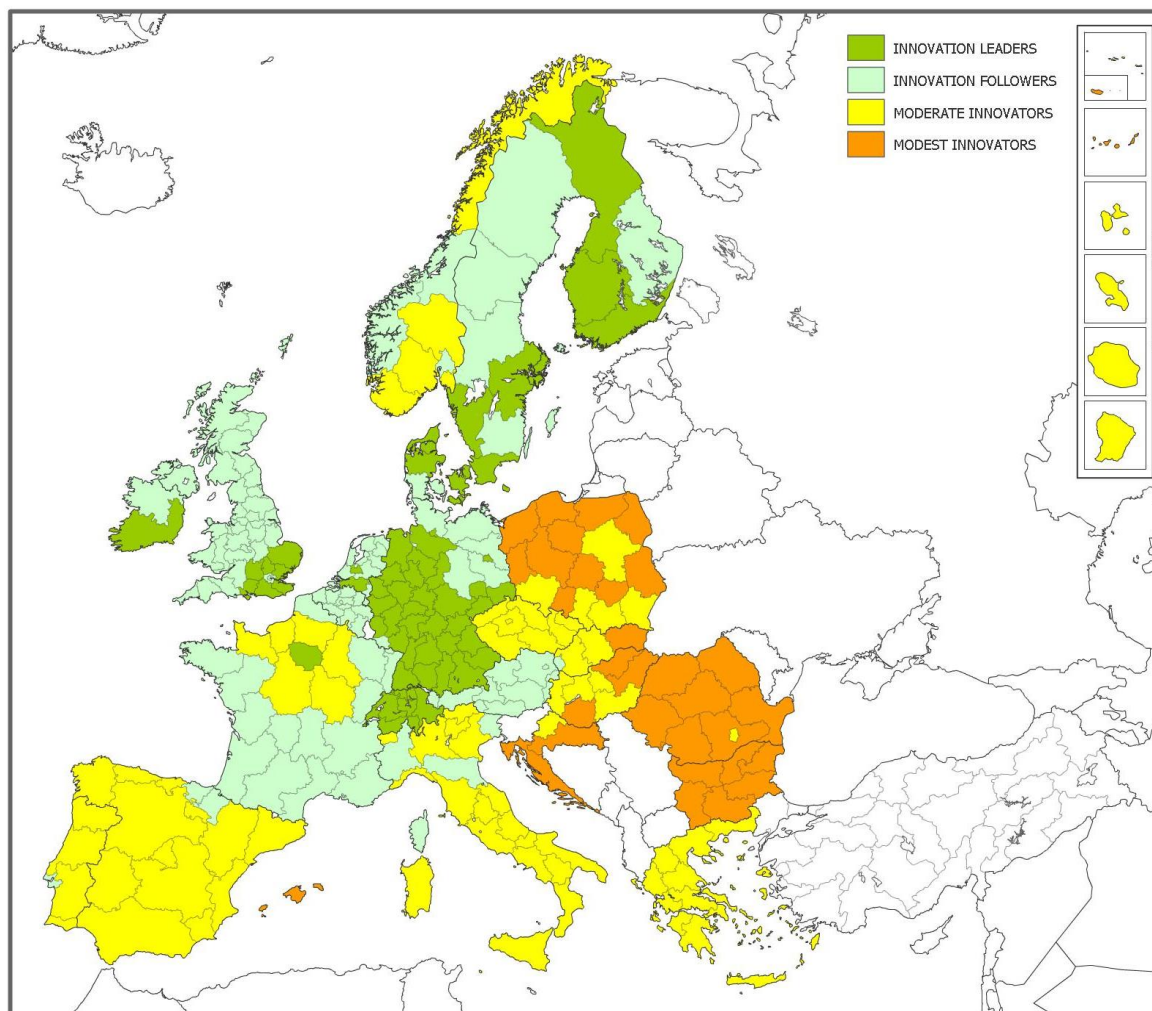 INNOVATION LEADERS
INNOVATION FOLLOWERS
MODERATE INNOVATORS
MODEST INNOVATORS